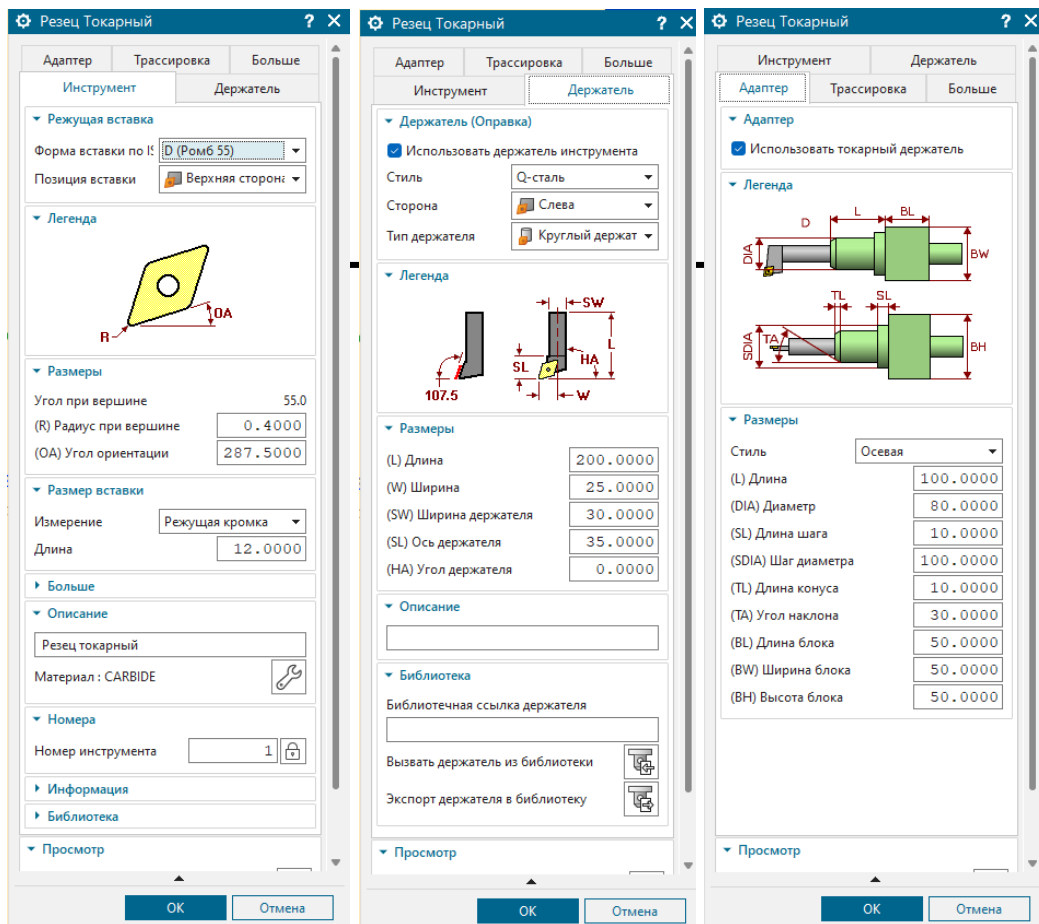 Резец Токарный
Адаптер Трассировка Больше
Инструмент Держатель
Режущая вставка
Форма вставки по IS D (Ромб 55)
Позиция вставки Верхняя сторона
Легенда
R OA
Размеры
Угол при вершине 55.0
(R) Радиус при вершине 0.4000
(OA) Угол ориентации 287.5000
Размер вставки
Измерение Режущая кромка
Длина 12.0000
Больше
Описание
Резец токарный
Материал : CARBIDE
Номера
Номер инструмента 1
Информация
Библиотека
Просмотр
OK Отмена
Резец Токарный
Адаптер Трассировка Больше
Инструмент Держатель
Держатель (Оправка)
Использовать держатель инструмента
Стиль Q-сталь
Сторона Слева
Тип держателя Круглый держат
Легенда
SW
L
SL HA
107.5 W
Размеры
(L) Длина 200.0000
(W) Ширина 25.0000
(SW) Ширина держателя 30.0000
(SL) Ось держателя 35.0000
(HA) Угол держателя 0.0000
Описание
Библиотека
Библиотечная ссылка держателя
Вызвать держатель из библиотеки
Экспорт держателя в библиотеку
Просмотр
OK Отмена
Резец Токарный
Инструмент Держатель
Адаптер Трассировка Больше
Адаптер
Использовать токарный держатель
Легенда
D L BL
DIA BW
TL SL
SDIA TA BH
Размеры
Стиль Осевая
(L) Длина 100.0000
(DIA) Диаметр 80.0000
(SL) Длина шага 10.0000
(SDIA) Шаг диаметра 100.0000
(TL) Длина конуса 10.0000
(TA) Угол наклона 30.0000
(BL) Длина блока 50.0000
(BW) Ширина блока 50.0000
(BH) Высота блока 50.0000
Просмотр
OK Отмена